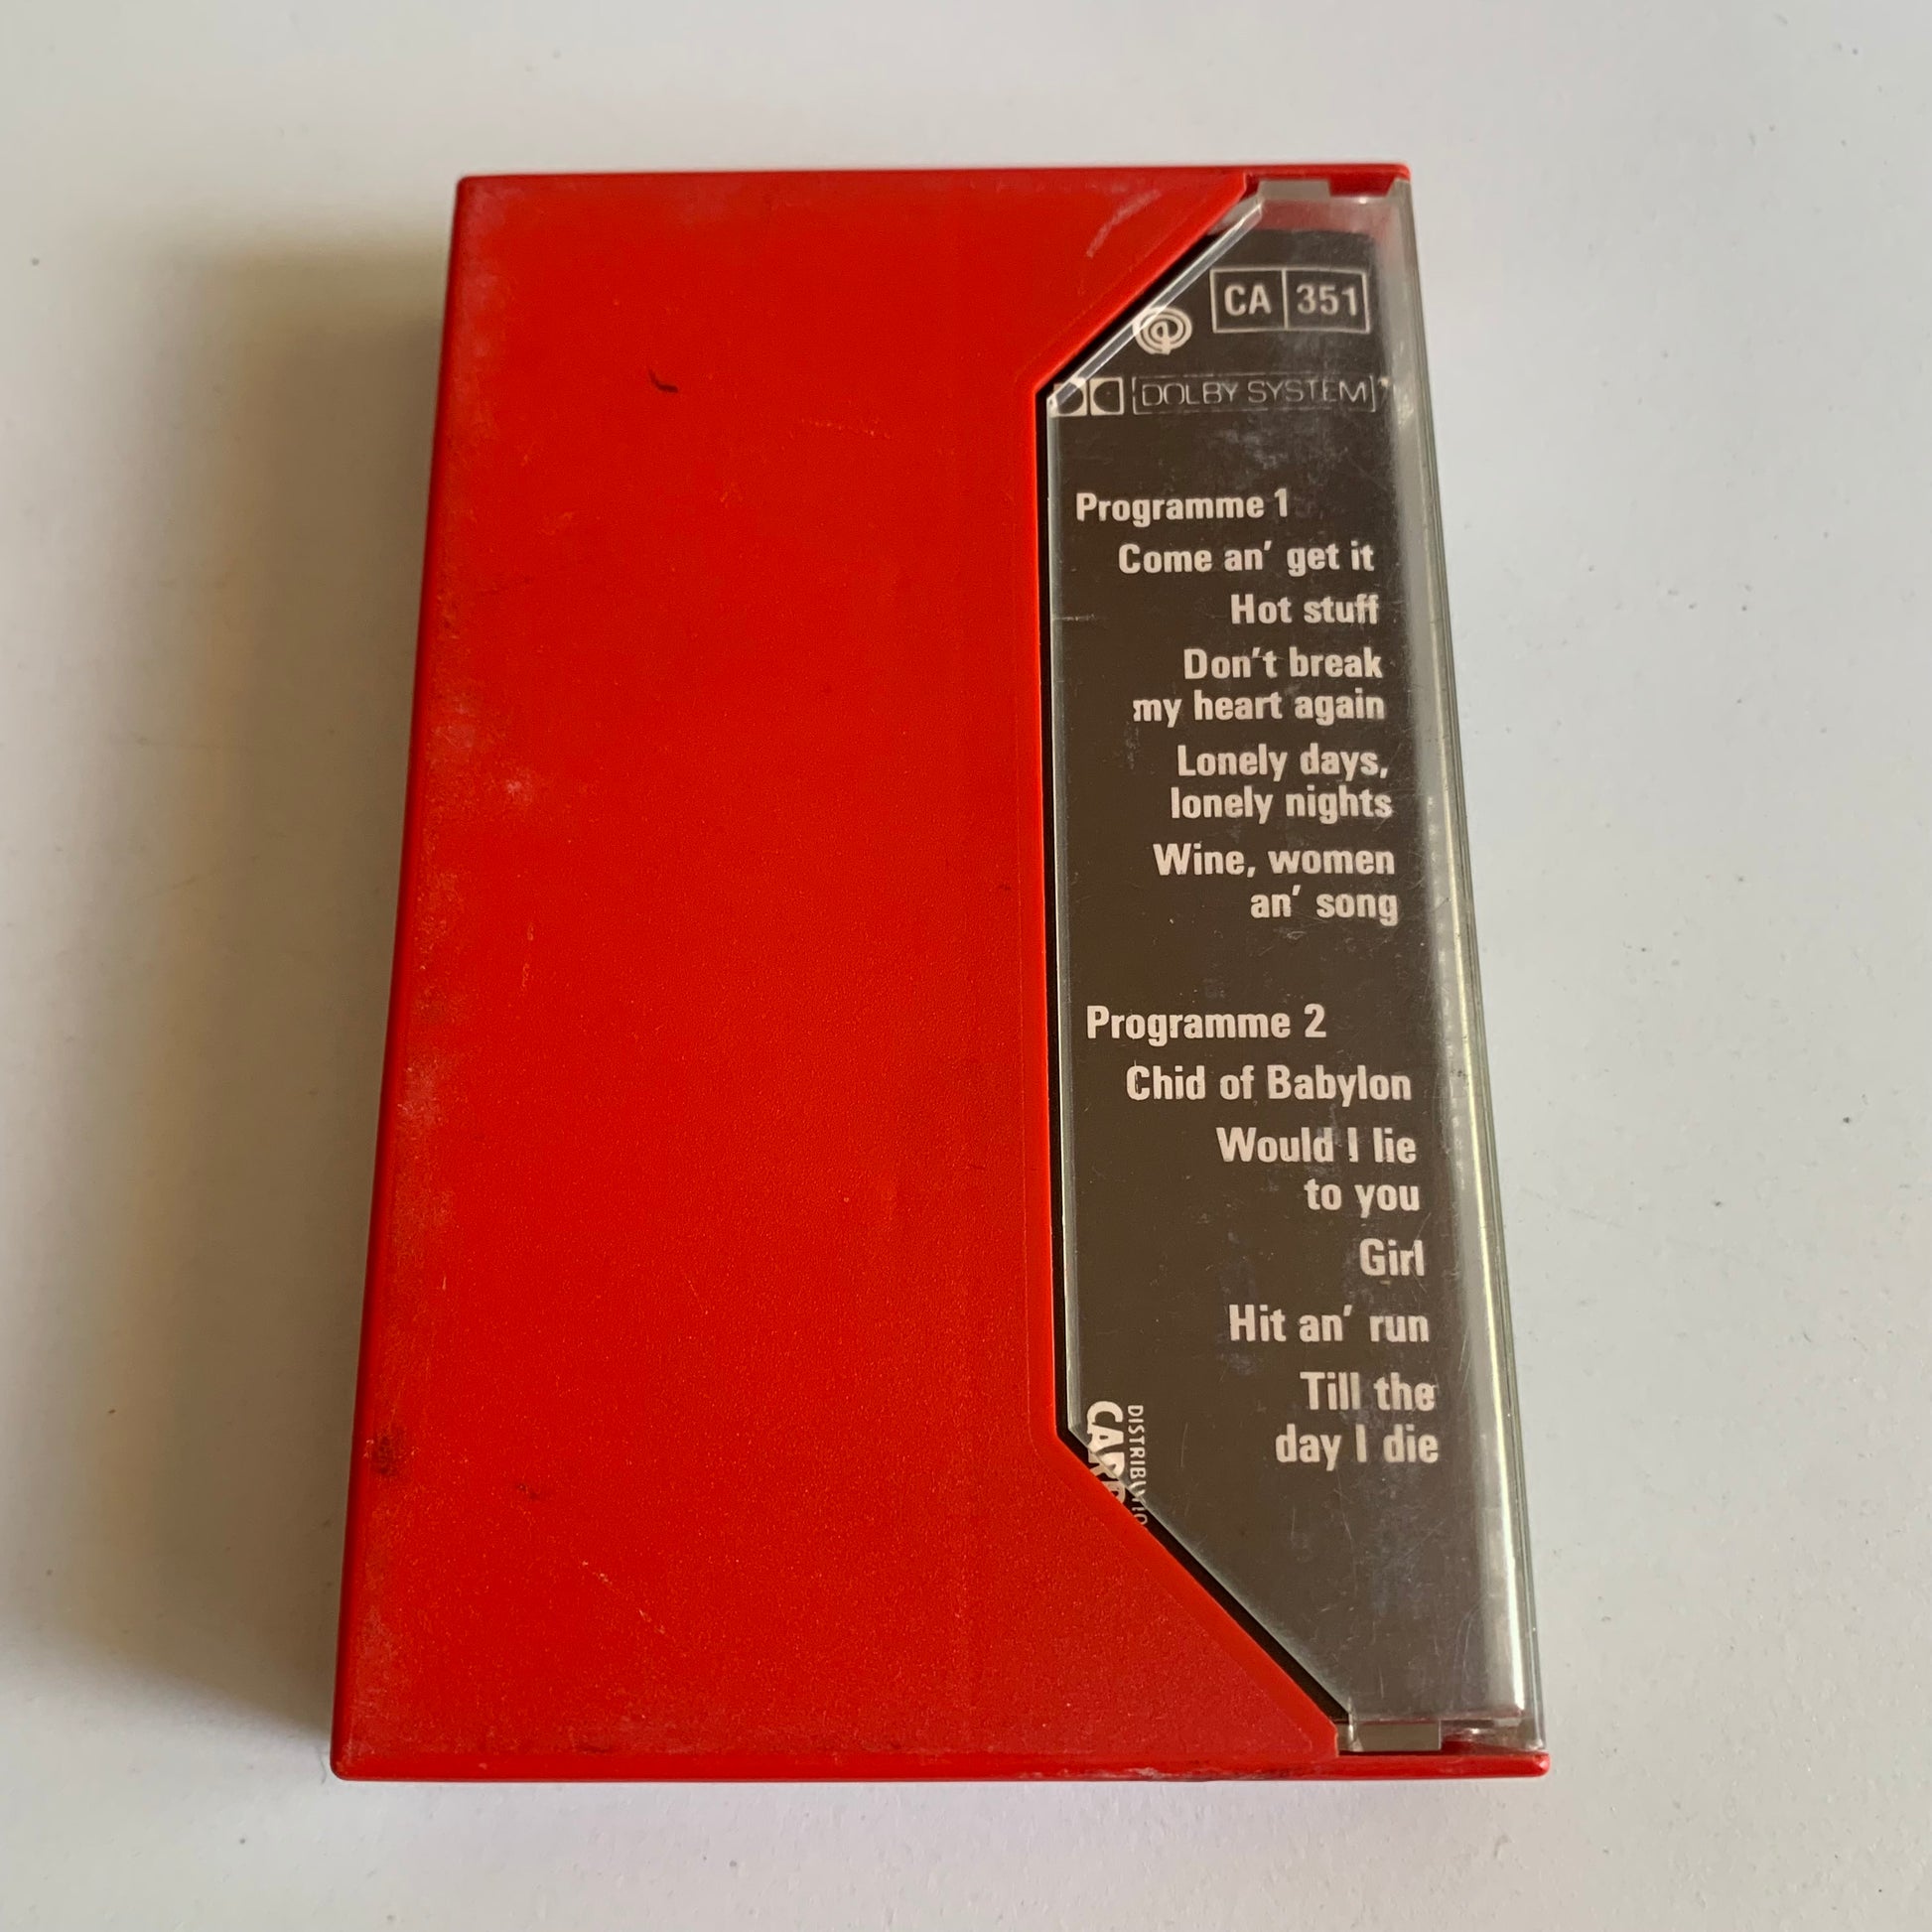 CA 351
DOLBY SYSTEM
Programme 1
Come an' get it
Hot stuff
Don't break
my heart again
Lonely days,
lonely nights
Wine, women
an' song
Programme 2
Chid of Babylon
Would I lie
to you
Girl
Hit an' run
Till the
day I die